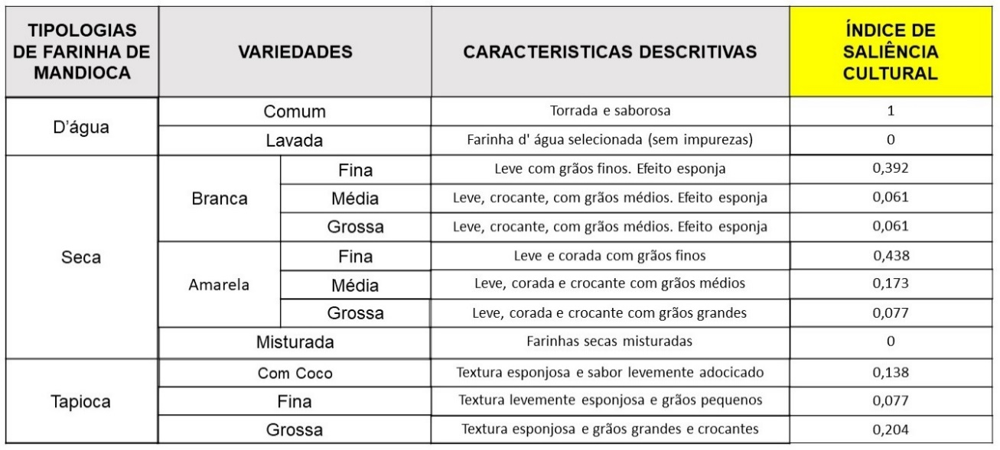 TIPOLOGIAS
DE FARINHA DE
MANDIOCA
VARIEDADES
CARACTERISTICAS DESCRITIVAS
ÍNDICE DE
SALIÊNCIA
CULTURAL
D'água
Comum
Torrada e saborosa
1
Lavada
Farinha d' água selecionada (sem impurezas)
0
Seca
Branca
Fina
Leve com grãos finos. Efeito esponja
0,392
Média
Leve, crocante, com grãos médios. Efeito esponja
0,061
Grossa
Leve, crocante, com grãos médios. Efeito esponja
0,061
Amarela
Fina
Leve e corada com grãos finos
0,438
Média
Leve, corada e crocante com grãos médios
0,173
Grossa
Leve, corada e crocante com grãos grandes
0,077
Misturada
Farinhas secas misturadas
0
Tapioca
Com Coco
Textura esponjosa e sabor levemente adocicado
0,138
Fina
Textura levemente esponjosa e grãos pequenos
0,077
Grossa
Textura esponjosa e grãos grandes e crocantes
0,204